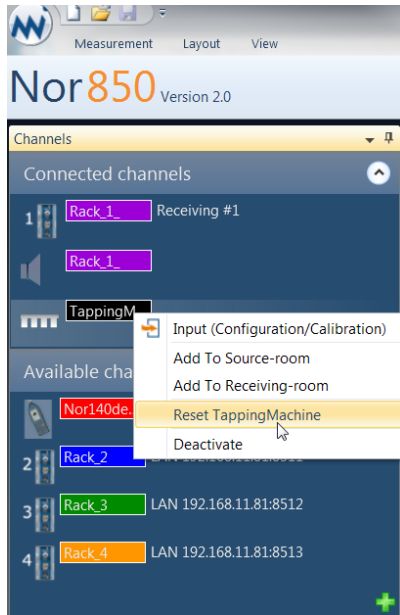 Measurement Layout View
Nor850 Version 2.0
Channels
Connected channels
1 Rack_1_ Receiving #1
Rack_1_
TappingM
Input (Configuration/Calibration)
Add To Source-room
Available cha
Add To Receiving-room
Nor140de.
Reset TappingMachine
Deactivate
2 Rack_2
3 Rack_3 LAN 192.168.11.81:8512
4 Rack_4 LAN 192.168.11.81:8513